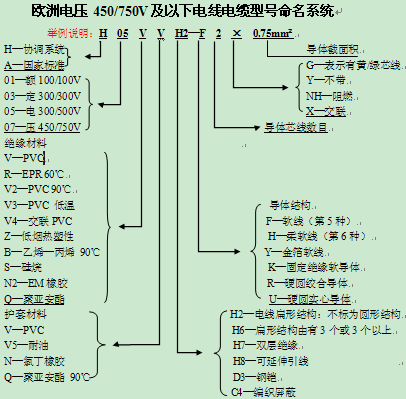 欧洲电压 450/750V 及以下电线电缆型号命名系统
举例说明：H 05 V V H2—F 2 × 0.75mm²
H—协调系统
A—国家标准
01—额 100/100V
03—定 300/300V
05—电 300/500V
07—压 450/750V
绝缘材料
V—PVC
R—EPR 60℃
V2—PVC 90℃
V3—PVC 低温
V4—交联 PVC
Z—低烟热塑性
B—乙烯—丙烯 90℃
S—硅烷
N2—EM 橡胶
Q—聚亚安酯
护套材料
V—PVC
V5—耐油
N—氯丁橡胶
Q—聚亚安酯 90℃
导体截面积
G—表示有黄/绿芯线
Y—不带
NH—阻燃
X—交联
导体芯线数目
导体结构
F—软线（第 5 种）
H—柔软线（第 6 种）
Y—金箔软线
K—固定绝缘软导体
R—硬圆绞合导体
U—硬圆实心导体
H2—电线扁形结构：不标为圆形结构
H6—扁形结构由有 3 个或 3 个以上
H7—双层绝缘
H8—可延伸引线
D3—钢铠
C4—编织屏蔽